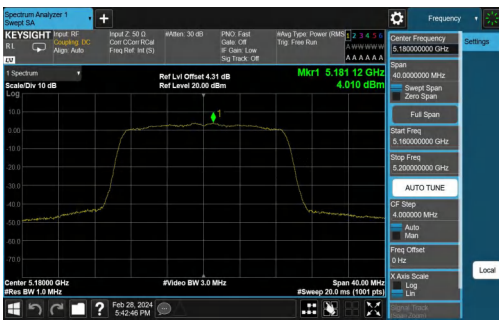 Spectrum Analyzer 1
Swept SA
KEYSIGHT
RL
LV
Input: RF
Coupling: DC
Align: Auto
Input Z: 50 Ω
Corr CCorr RCal
Freq Ref: Int (S)
#Atten: 30 dB
PNO: Fast
Gate: Off
IF Gain: Low
Sig Track: Off
#Avg Type: Power (RMS)
Trig: Free Run
1 2 3 4 5 6
A W W W W W
A A A A A A
1 Spectrum
Scale/Div 10 dB
Log
Ref Lvl Offset 4.31 dB
Ref Level 20.00 dBm
Mkr1 5.181 12 GHz
4.010 dBm
1
10.0
0.00
-10.0
-20.0
-30.0
-40.0
-50.0
-60.0
-70.0
Center 5.18000 GHz
#Res BW 1.0 MHz
#Video BW 3.0 MHz
Span 40.00 MHz
#Sweep 20.0 ms (1001 pts)
Feb 28, 2024
5:42:46 PM
Frequency
Settings
Center Frequency
5.180000000 GHz
Span
40.0000000 MHz
Swept Span
Zero Span
Full Span
Start Freq
5.160000000 GHz
Stop Freq
5.200000000 GHz
AUTO TUNE
CF Step
4.000000 MHz
Auto
Man
Freq Offset
0 Hz
X Axis Scale
Log
Lin
Signal Track
Local